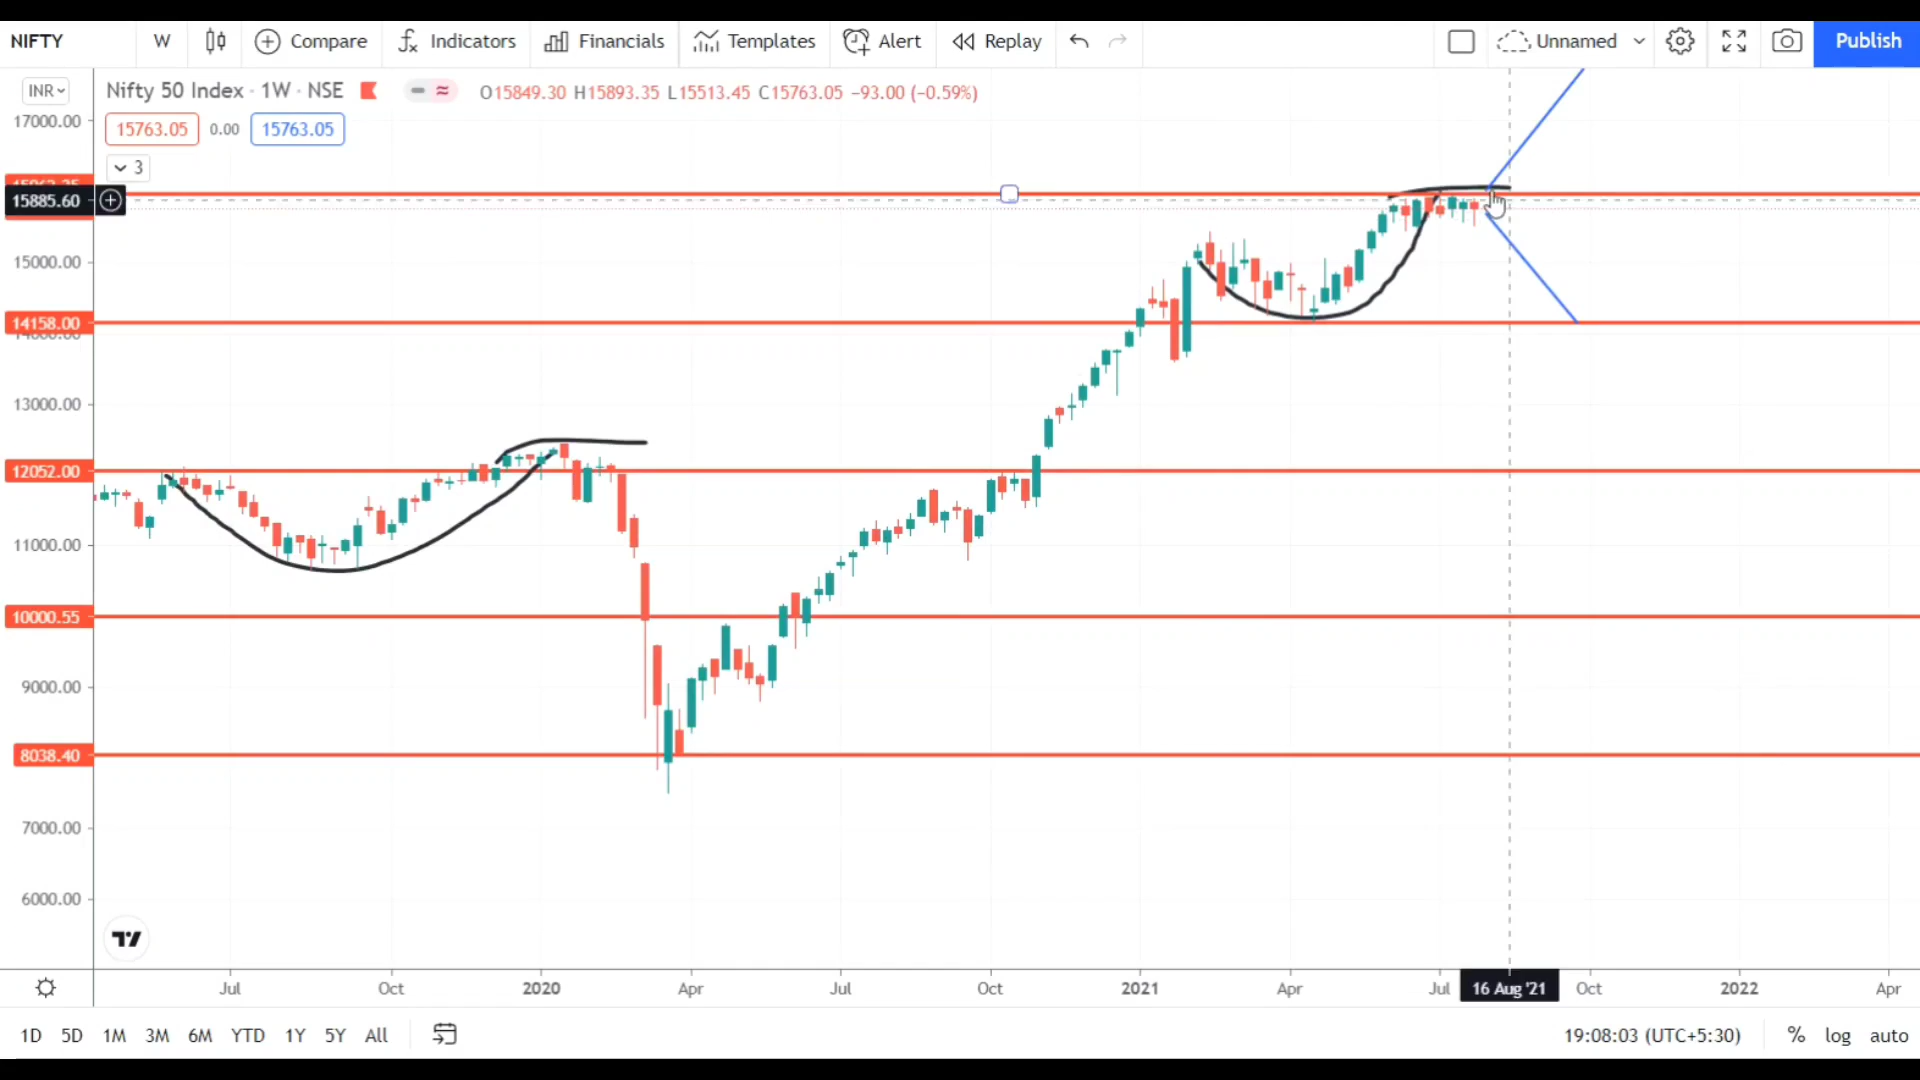 NIFTY W Compare Indicators Financials Templates Alert Replay Unnamed Publish
INR Nifty 50 Index · 1W · NSE O15849.30 H15893.35 L15513.45 C15763.05 −93.00 (−0.59%)
17000.00 15763.05 0.00 15763.05
3
15885.60
15000.00
14158.00
13000.00
12052.00
11000.00
10000.55
9000.00
8038.40
7000.00
6000.00
Jul Oct 2020 Apr Jul Oct 2021 Apr Jul 16 Aug '21 Oct 2022 Apr
1D 5D 1M 3M 6M YTD 1Y 5Y All 19:08:03 (UTC+5:30) % log auto